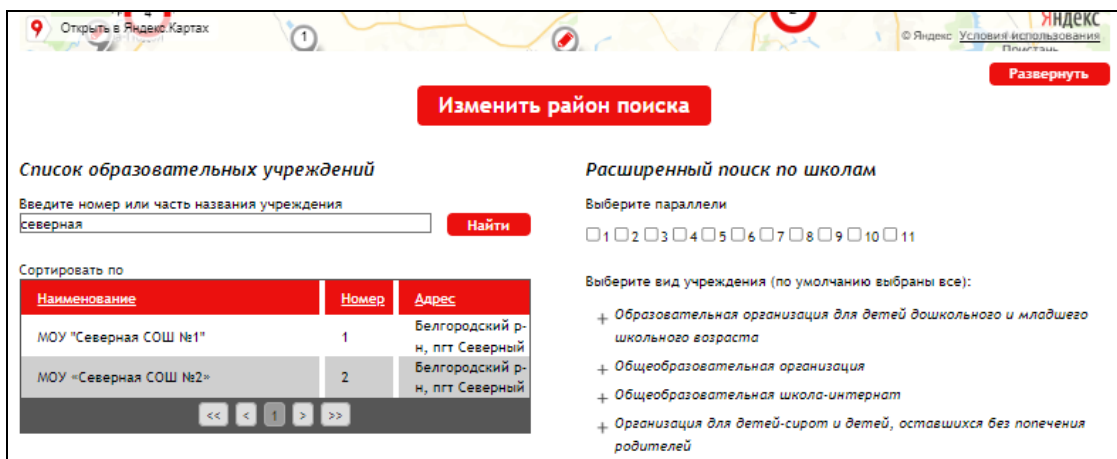 4
2
Яндекс
Открыть в Яндекс.Картах
1
© Яндекс Условия использования
Пристань
Развернуть
Изменить район поиска
Список образовательных учреждений
Введите номер или часть названия учреждения
северная
Найти
Сортировать по
Наименование Номер Адрес
МОУ "Северная СОШ №1" 1 Белгородский р-
н, пгт Северный
МОУ «Северная СОШ №2» 2 Белгородский р-
н, пгт Северный
<< < 1 > >>
Расширенный поиск по школам
Выберите параллели
1 2 3 4 5 6 7 8 9 10 11
Выберите вид учреждения (по умолчанию выбраны все):
+ Образовательная организация для детей дошкольного и младшего
школьного возраста
+ Общеобразовательная организация
+ Общеобразовательная школа-интернат
+ Организация для детей-сирот и детей, оставшихся без попечения
родителей